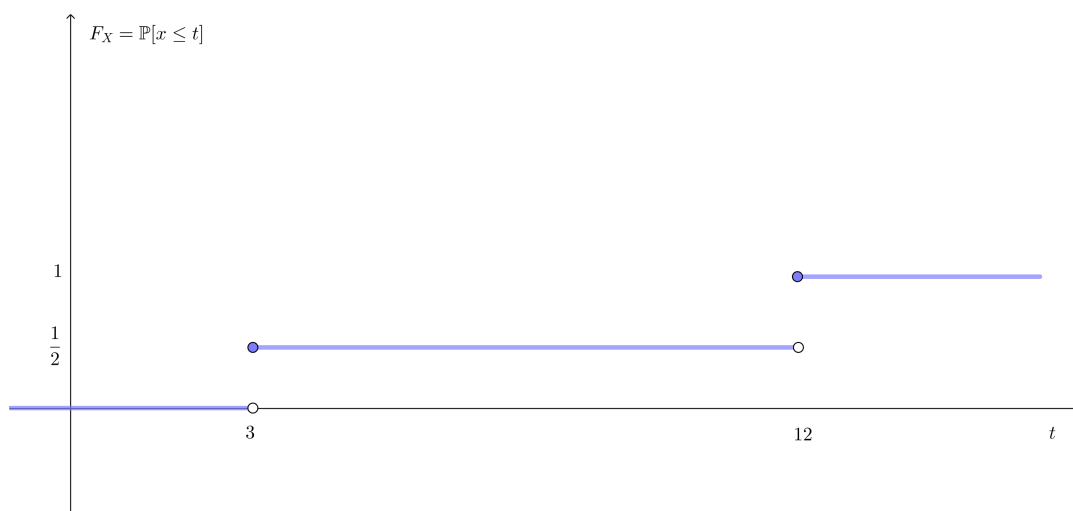 F_X = ℙ[x ≤ t]
1
1/2
3
12
t